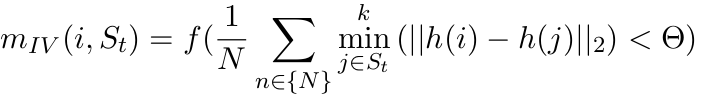 $m_{IV}(i, S_t) = f(\frac{1}{N} \sum_{n \in \{N\}} \min_{j \in S_t}^{k} (||h(i) - h(j)||_2) < \Theta)$